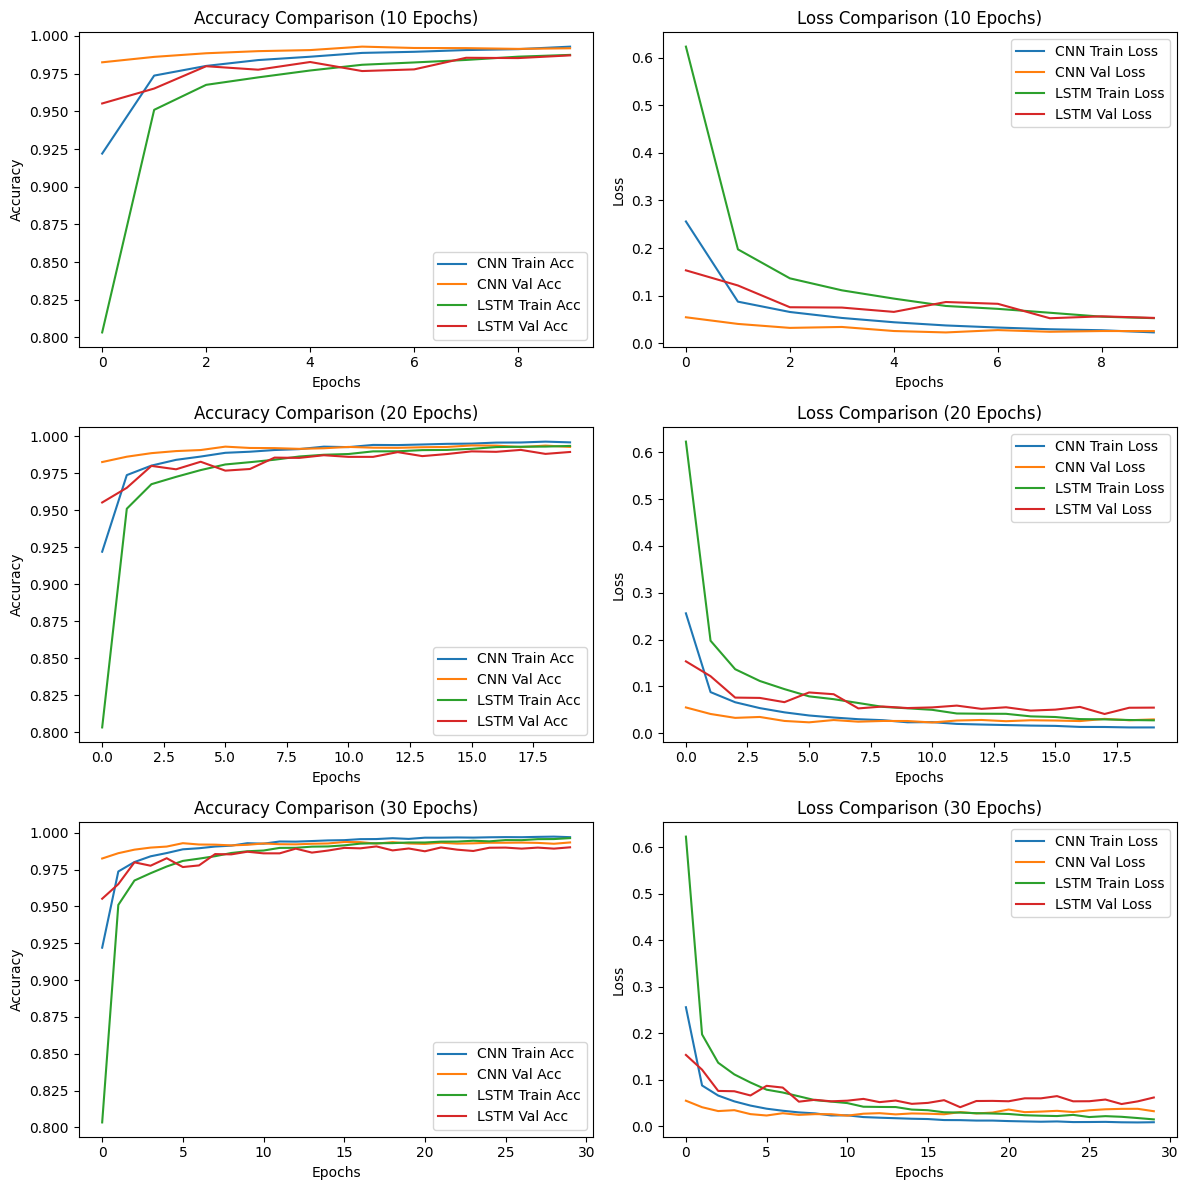 Accuracy Comparison (10 Epochs)
1.000
0.975
0.950
0.925
0.900
0.875
0.850
0.825
0.800
Accuracy
CNN Train Acc
CNN Val Acc
LSTM Train Acc
LSTM Val Acc
0 2 4 6 8
Epochs
Loss Comparison (10 Epochs)
0.6
0.5
0.4
0.3
0.2
0.1
0.0
Loss
CNN Train Loss
CNN Val Loss
LSTM Train Loss
LSTM Val Loss
0 2 4 6 8
Epochs
Accuracy Comparison (20 Epochs)
1.000
0.975
0.950
0.925
0.900
0.875
0.850
0.825
0.800
Accuracy
CNN Train Acc
CNN Val Acc
LSTM Train Acc
LSTM Val Acc
0.0 2.5 5.0 7.5 10.0 12.5 15.0 17.5
Epochs
Loss Comparison (20 Epochs)
0.6
0.5
0.4
0.3
0.2
0.1
0.0
Loss
CNN Train Loss
CNN Val Loss
LSTM Train Loss
LSTM Val Loss
0.0 2.5 5.0 7.5 10.0 12.5 15.0 17.5
Epochs
Accuracy Comparison (30 Epochs)
1.000
0.975
0.950
0.925
0.900
0.875
0.850
0.825
0.800
Accuracy
CNN Train Acc
CNN Val Acc
LSTM Train Acc
LSTM Val Acc
0 5 10 15 20 25 30
Epochs
Loss Comparison (30 Epochs)
0.6
0.5
0.4
0.3
0.2
0.1
0.0
Loss
CNN Train Loss
CNN Val Loss
LSTM Train Loss
LSTM Val Loss
0 5 10 15 20 25 30
Epochs